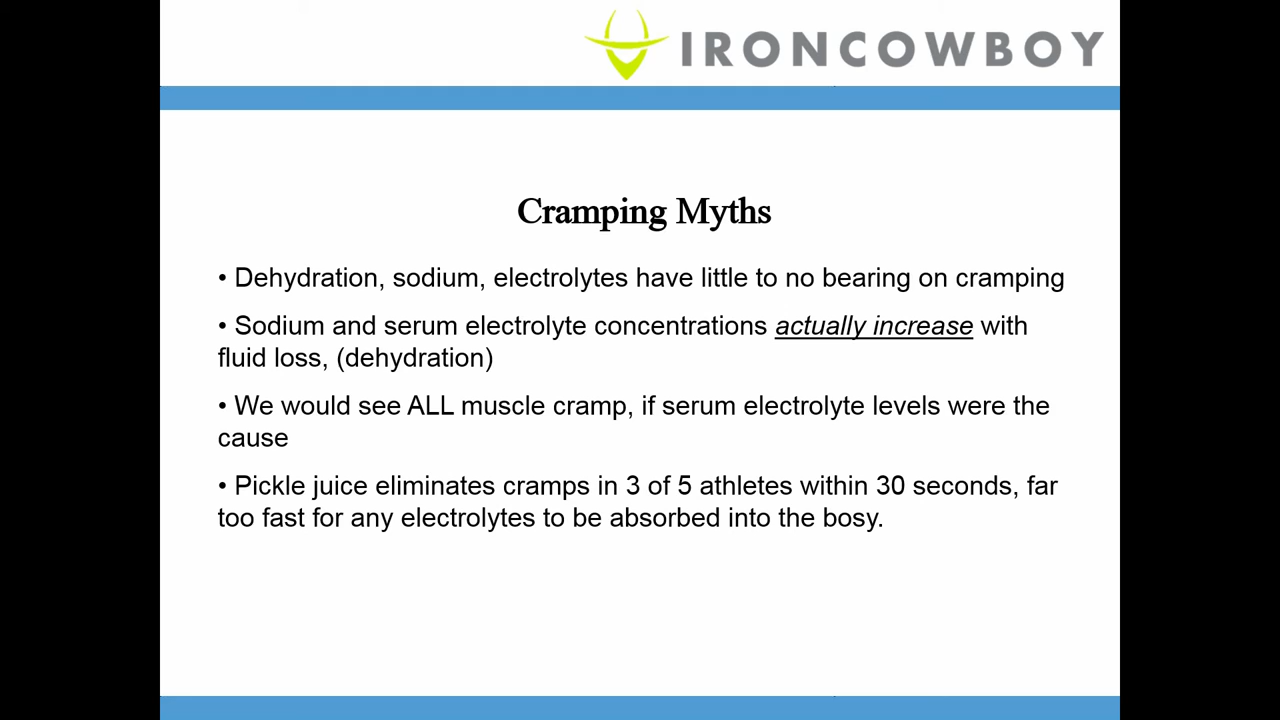 IRONCOWBOY
Cramping Myths
• Dehydration, sodium, electrolytes have little to no bearing on cramping
• Sodium and serum electrolyte concentrations actually increase with
fluid loss, (dehydration)
• We would see ALL muscle cramp, if serum electrolyte levels were the
cause
• Pickle juice eliminates cramps in 3 of 5 athletes within 30 seconds, far
too fast for any electrolytes to be absorbed into the bosy.